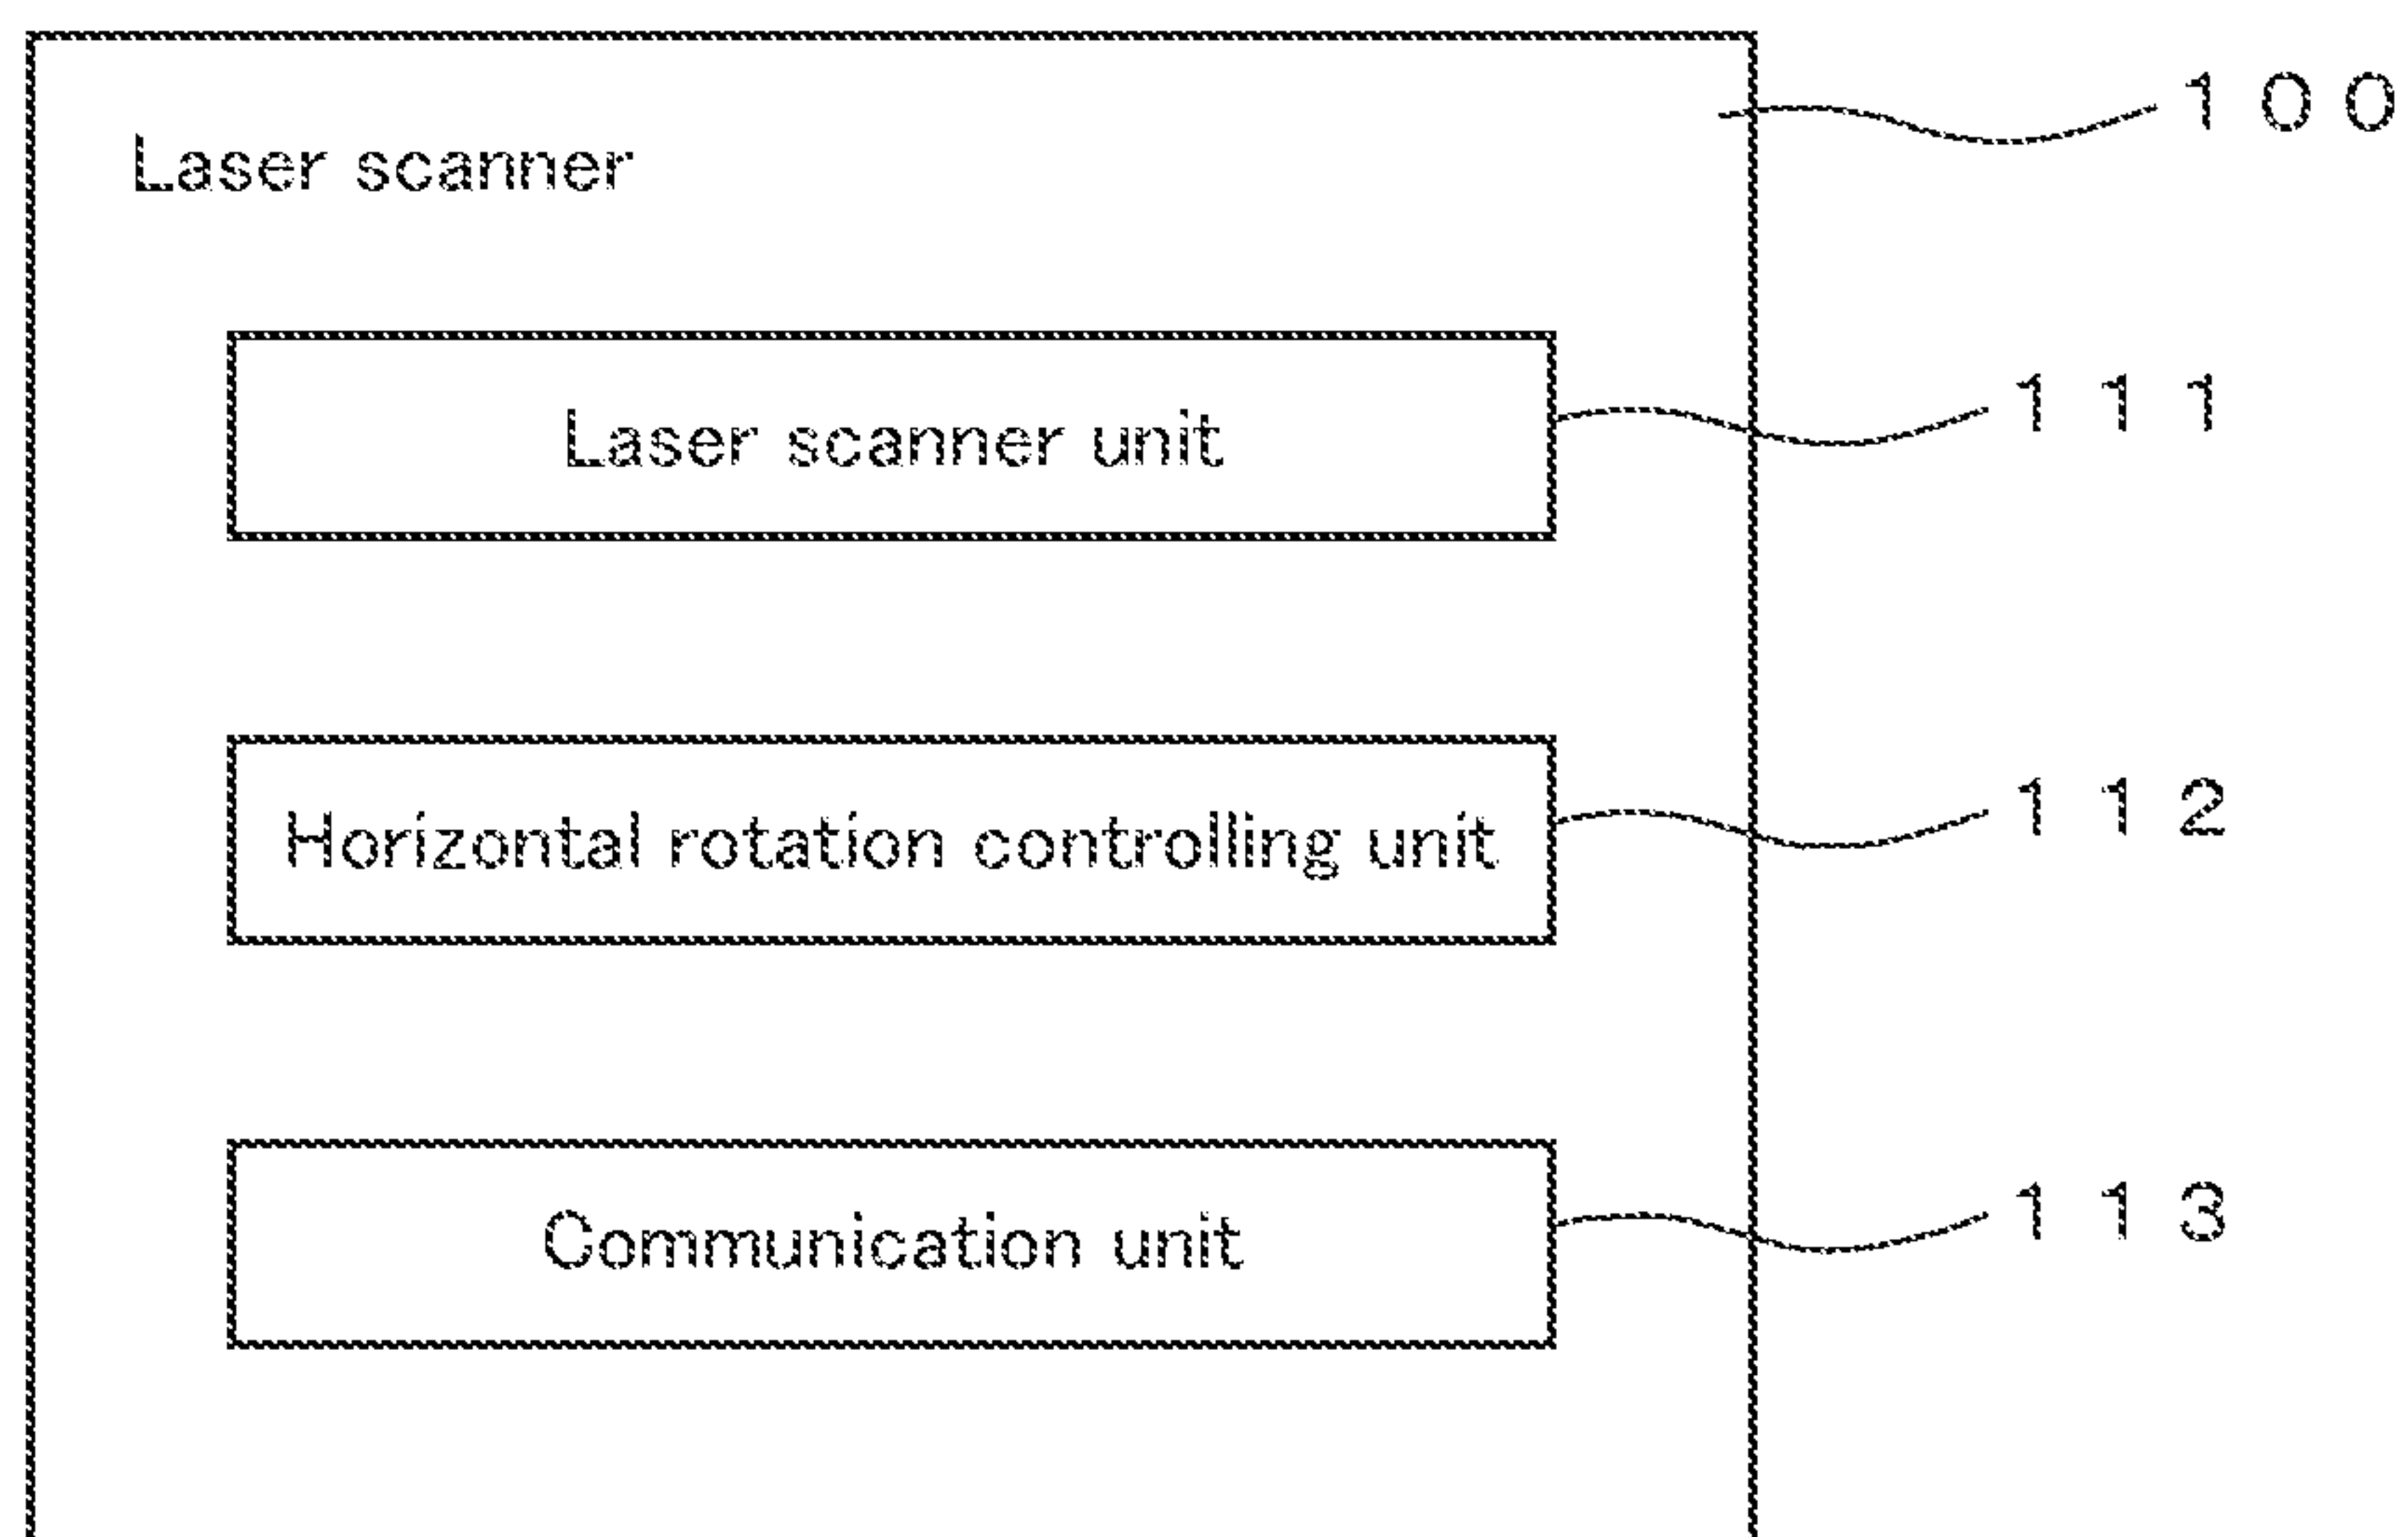 Laser scanner
100
Laser scanner unit
111
Horizontal rotation controlling unit
112
Communication unit
113